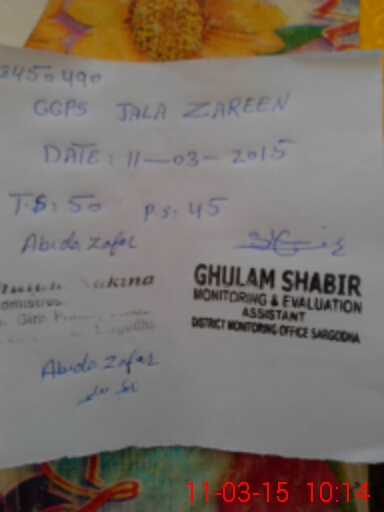 8450490
GGPS JALA ZAREEN
DATE: 11-03-2015
T.S: 50 P.S: 45
Abida Zafar
GHULAM SHABIR
MONITORING & EVALUATION
ASSISTANT
DISTRICT MONITORING OFFICE SARGODHA
Abida Zafar
11-03-15 10:14